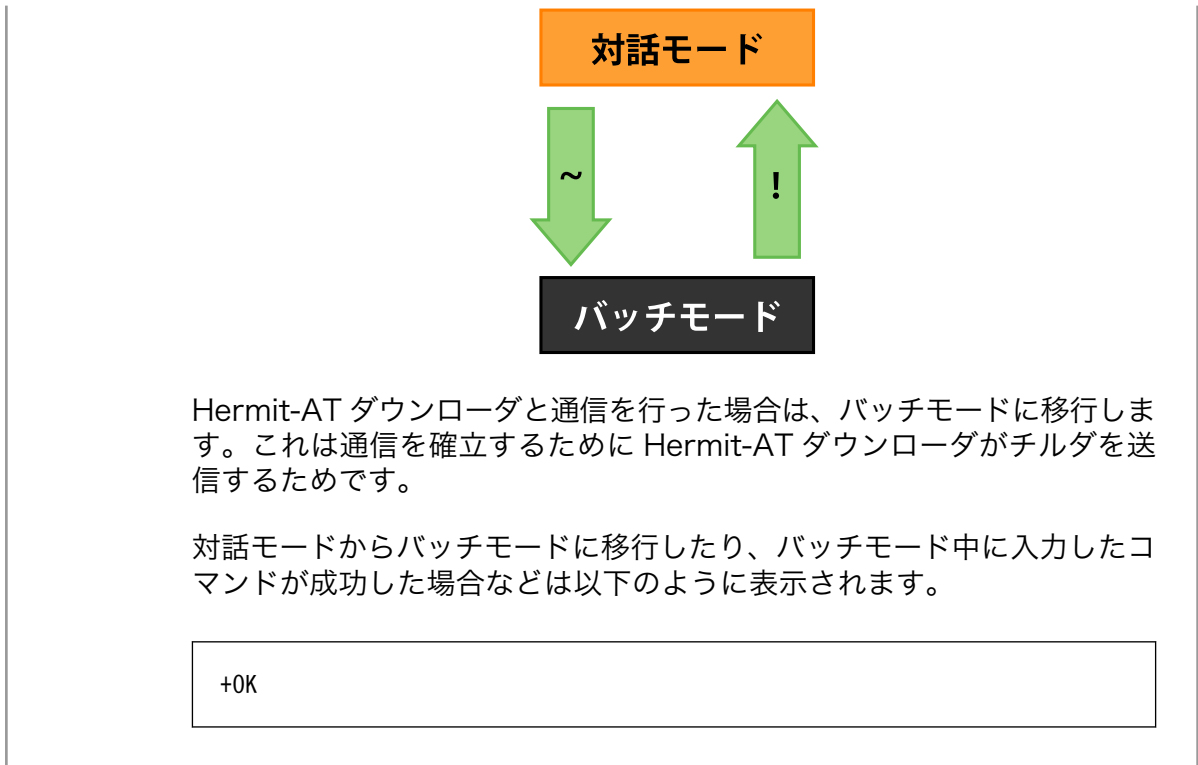 対話モード
~
!
バッチモード
Hermit-AT ダウンローダと通信を行った場合は、バッチモードに移行しま
す。これは通信を確立するために Hermit-AT ダウンローダがチルダを送
信するためです。
対話モードからバッチモードに移行したり、バッチモード中に入力したコ
マンドが成功した場合などは以下のように表示されます。
+OK